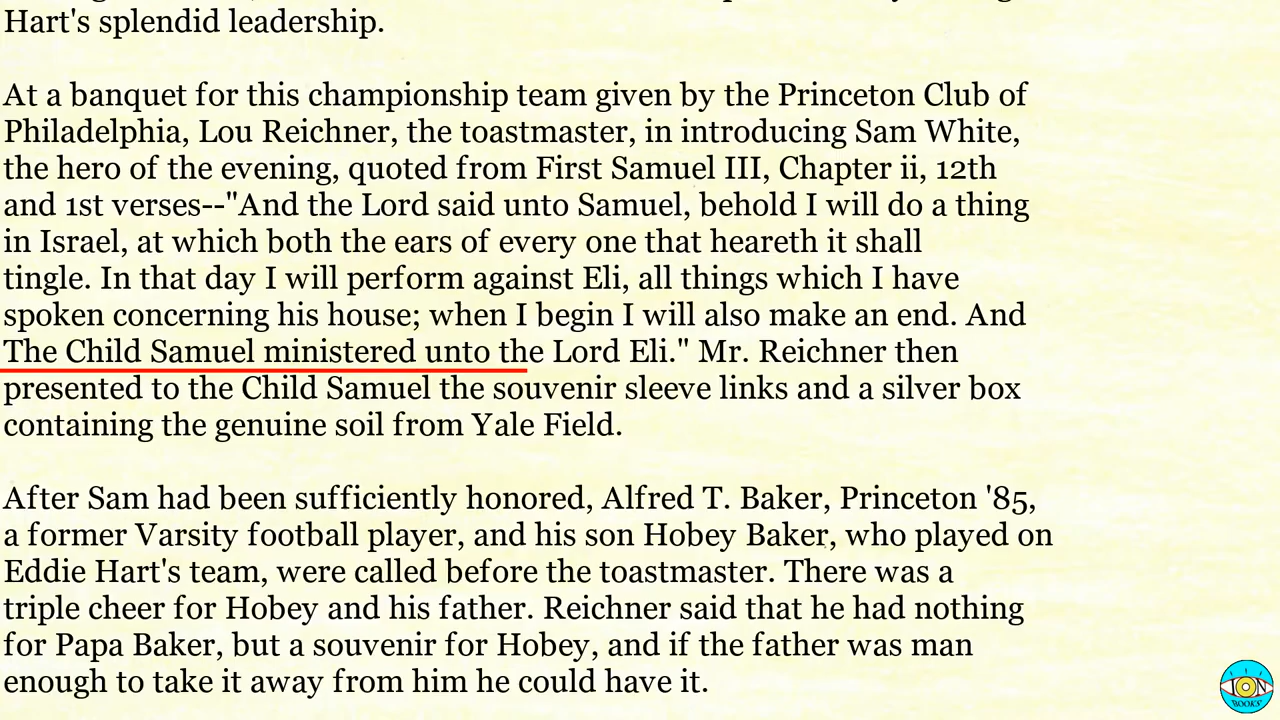 Hart's splendid leadership.
At a banquet for this championship team given by the Princeton Club of
Philadelphia, Lou Reichner, the toastmaster, in introducing Sam White,
the hero of the evening, quoted from First Samuel III, Chapter ii, 12th
and 1st verses--"And the Lord said unto Samuel, behold I will do a thing
in Israel, at which both the ears of every one that heareth it shall
tingle. In that day I will perform against Eli, all things which I have
spoken concerning his house; when I begin I will also make an end. And
The Child Samuel ministered unto the Lord Eli." Mr. Reichner then
presented to the Child Samuel the souvenir sleeve links and a silver box
containing the genuine soil from Yale Field.
After Sam had been sufficiently honored, Alfred T. Baker, Princeton '85,
a former Varsity football player, and his son Hobey Baker, who played on
Eddie Hart's team, were called before the toastmaster. There was a
triple cheer for Hobey and his father. Reichner said that he had nothing
for Papa Baker, but a souvenir for Hobey, and if the father was man
enough to take it away from him he could have it.
ION
BOOKS